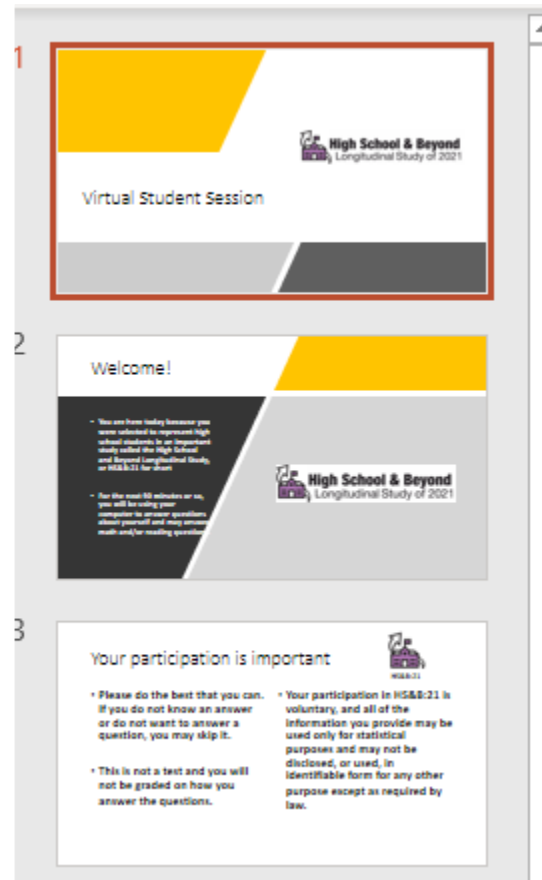 1
High School & Beyond
Longitudinal Study of 2021
Virtual Student Session
2
Welcome!
• You are here today because you
were selected to represent high
school students in an important
study called the High School
and Beyond Longitudinal Study,
or HS&B:21 for short
• For the next 90 minutes or so,
you will be using your
computer to answer questions
about yourself and may answer
math and/or reading question
High School & Beyond
Longitudinal Study of 2021
3
Your participation is important
HS&B:21
• Please do the best that you can.
If you do not know an answer
or do not want to answer a
question, you may skip it.
• This is not a test and you will
not be graded on how you
answer the questions.
• Your participation in HS&B:21 is
voluntary, and all of the
information you provide may be
used only for statistical
purposes and may not be
disclosed, or used, in
identifiable form for any other
purpose except as required by
law.